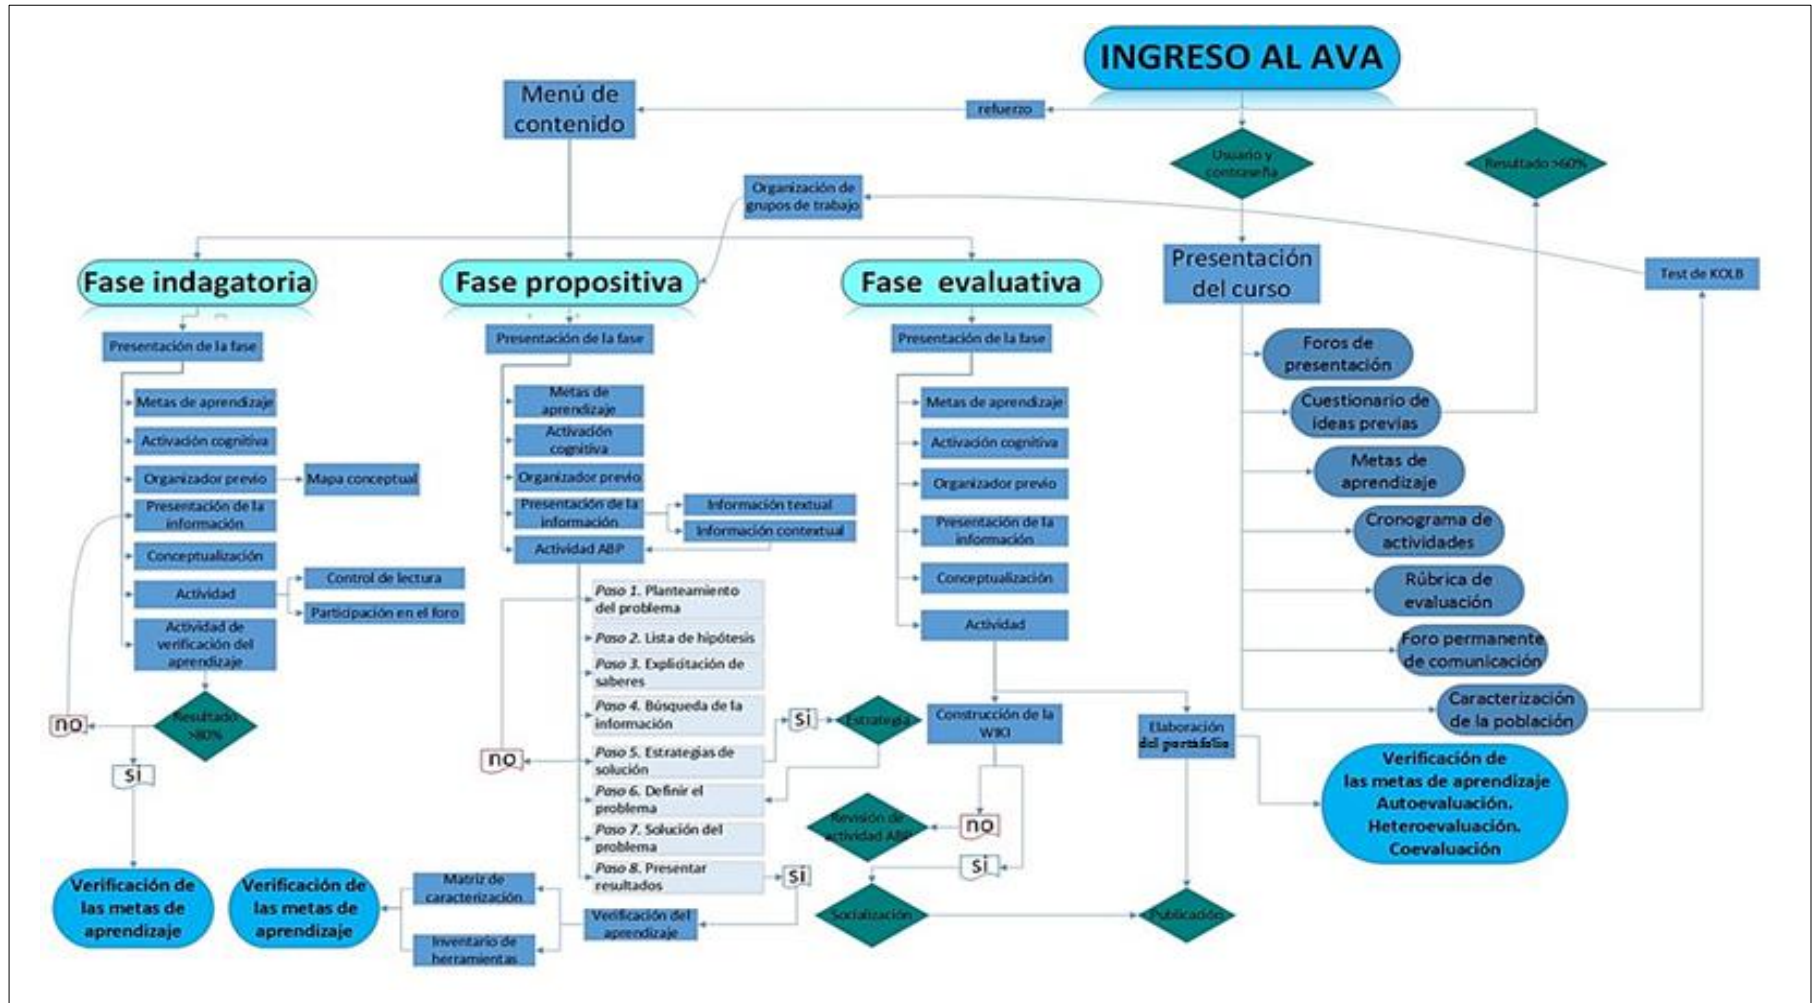 INGRESO AL AVA
Menú de
contenido
refuerzo
Usuario y
contraseña
Resultado >60%
Organización de
grupos de trabajo
Presentación
del curso
Test de KOLB
Fase indagatoria
Fase propositiva
Fase evaluativa
Presentación de la fase
Metas de aprendizaje
Activación cognitiva
Organizador previo
Mapa conceptual
Presentación de la
información
Conceptualización
Actividad
Control de lectura
Participación en el foro
Actividad de
verificación del
aprendizaje
Resultado
>80%
no
si
Verificación de
las metas de
aprendizaje
Presentación de la fase
Metas de
aprendizaje
Activación
cognitiva
Organizador previo
Presentación de la
información
Información textual
Información contextual
Actividad ABP
Paso 1. Planteamiento
del problema
Paso 2. Lista de hipótesis
Paso 3. Explicitación de
saberes
Paso 4. Búsqueda de la
información
Paso 5. Estrategias de
solución
no
si
Estrategia
Paso 6. Definir el
problema
Paso 7. Solución del
problema
Paso 8. Presentar
resultados
si
Verificación del
aprendizaje
Matriz de
caracterización
Inventario de
herramientas
Verificación de
las metas de
aprendizaje
Presentación de la fase
Metas de aprendizaje
Activación cognitiva
Organizador previo
Presentación de la
información
Conceptualización
Actividad
Construcción de la
WIKI
no
Revisión de
actividad ABP
si
Socialización
Publicación
Elaboración
del portafolio
Verificación de
las metas de aprendizaje
Autoevaluación.
Heteroevaluación.
Coevaluación
Foros de
presentación
Cuestionario de
ideas previas
Metas de
aprendizaje
Cronograma de
actividades
Rúbrica de
evaluación
Foro permanente
de comunicación
Caracterización
de la población